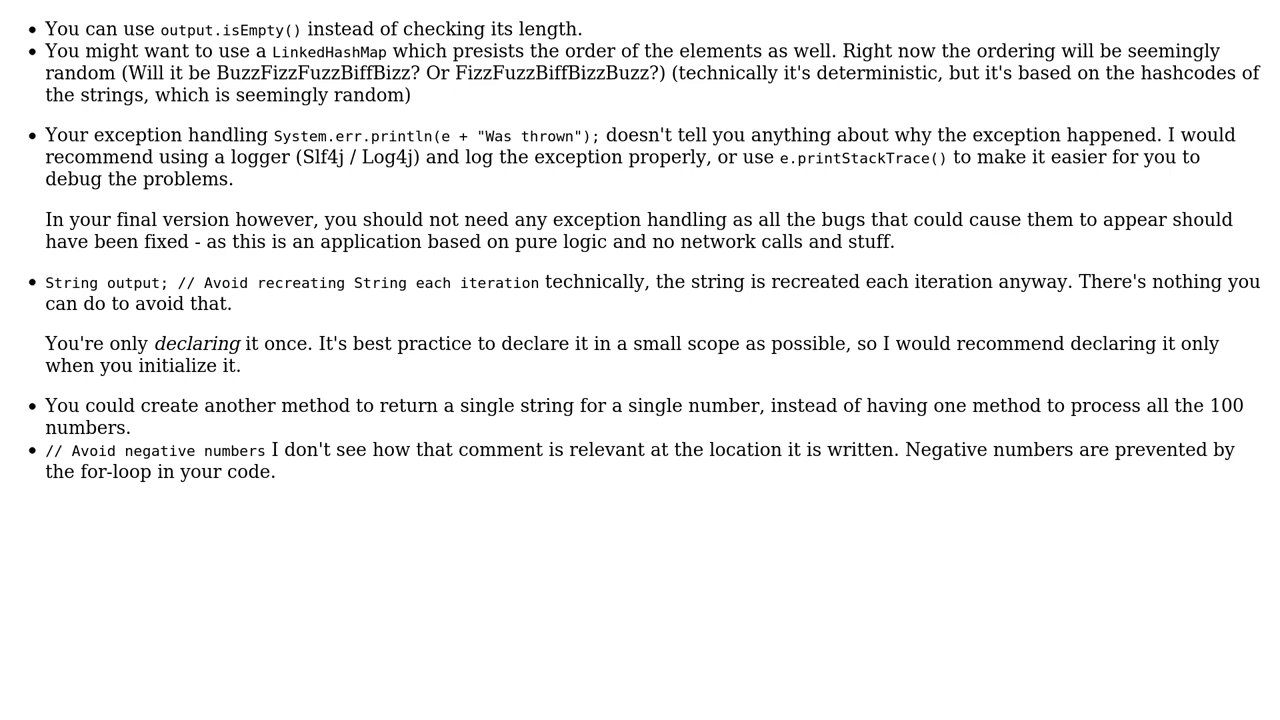 • You can use output.isEmpty() instead of checking its length.
• You might want to use a LinkedHashMap which presists the order of the elements as well. Right now the ordering will be seemingly
random (Will it be BuzzFizzFuzzBiffBizz? Or FizzFuzzBiffBizzBuzz?) (technically it's deterministic, but it's based on the hashcodes of
the strings, which is seemingly random)
• Your exception handling System.err.println(e + "Was thrown"); doesn't tell you anything about why the exception happened. I would
recommend using a logger (Slf4j / Log4j) and log the exception properly, or use e.printStackTrace() to make it easier for you to
debug the problems.
In your final version however, you should not need any exception handling as all the bugs that could cause them to appear should
have been fixed - as this is an application based on pure logic and no network calls and stuff.
• String output; // Avoid recreating String each iteration technically, the string is recreated each iteration anyway. There's nothing you
can do to avoid that.
You're only declaring it once. It's best practice to declare it in a small scope as possible, so I would recommend declaring it only
when you initialize it.
• You could create another method to return a single string for a single number, instead of having one method to process all the 100
numbers.
• // Avoid negative numbers I don't see how that comment is relevant at the location it is written. Negative numbers are prevented by
the for-loop in your code.